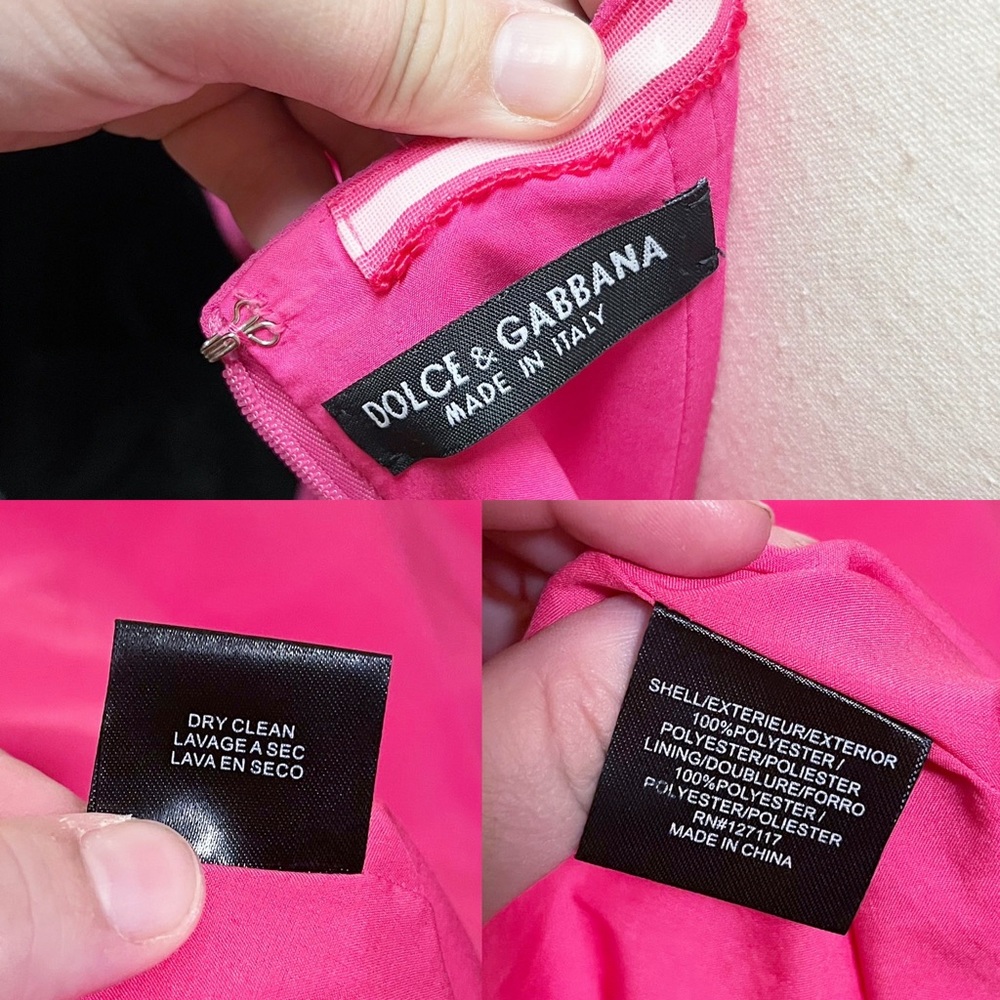 DOLCE & GABBANA
MADE IN ITALY
DRY CLEAN
LAVAGE A SEC
LAVA EN SECO
SHELL/EXTERIEUR/EXTERIOR
100%POLYESTER/
POLYESTER/POLIESTER
LINING/DOUBLURE/FORRO
100%POLYESTER/
POLYESTER/POLIESTER
RN#127117
MADE IN CHINA